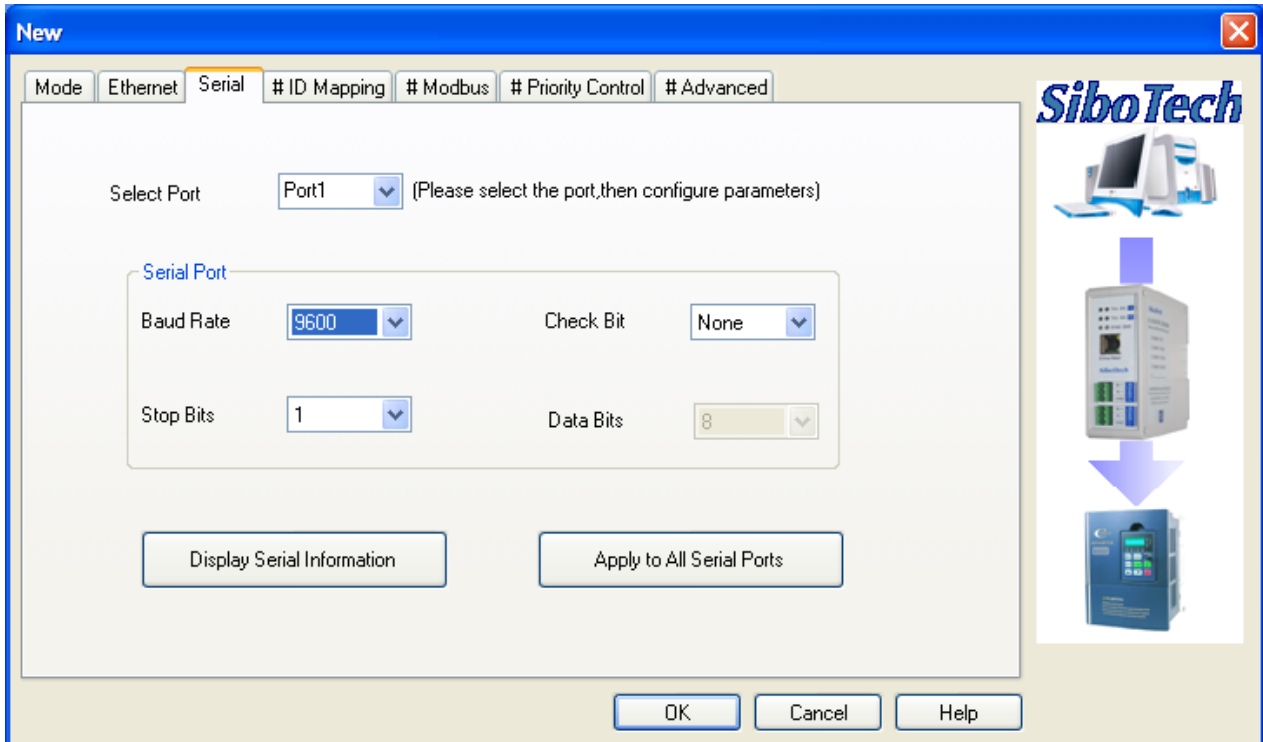 New
Mode Ethernet Serial # ID Mapping # Modbus # Priority Control # Advanced
SiboTech
Select Port Port1 (Please select the port,then configure parameters)
Serial Port
Baud Rate 9600 Check Bit None
Stop Bits 1 Data Bits 8
Display Serial Information Apply to All Serial Ports
OK Cancel Help